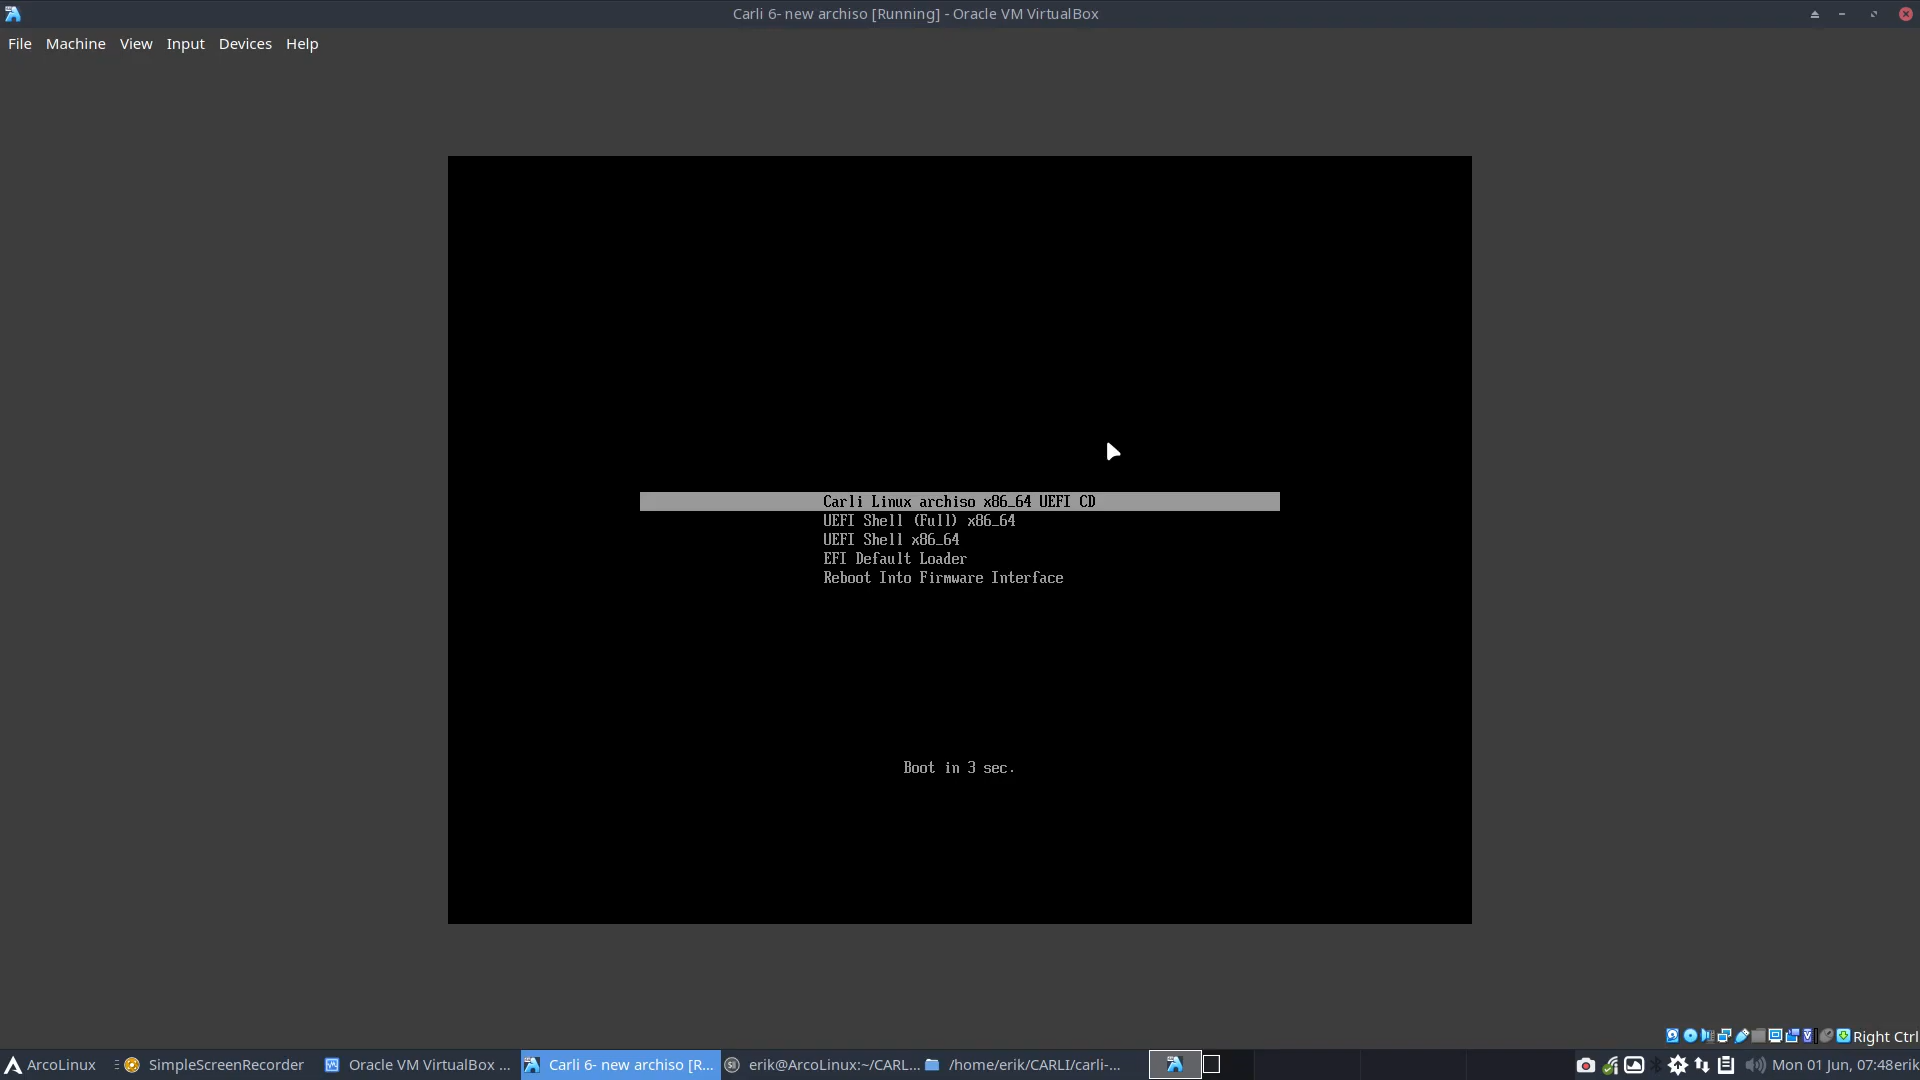 Carli 6- new archiso [Running] - Oracle VM VirtualBox
File Machine View Input Devices Help
Carli Linux archiso x86_64 UEFI CD
UEFI Shell (Full) x86_64
UEFI Shell x86_64
EFI Default Loader
Reboot Into Firmware Interface
Boot in 3 sec.
Right Ctrl
ArcoLinux SimpleScreenRecorder Oracle VM VirtualBox ... Carli 6- new archiso [R... erik@ArcoLinux:~/CARL... /home/erik/CARLI/carli-... Mon 01 Jun, 07:48 erik